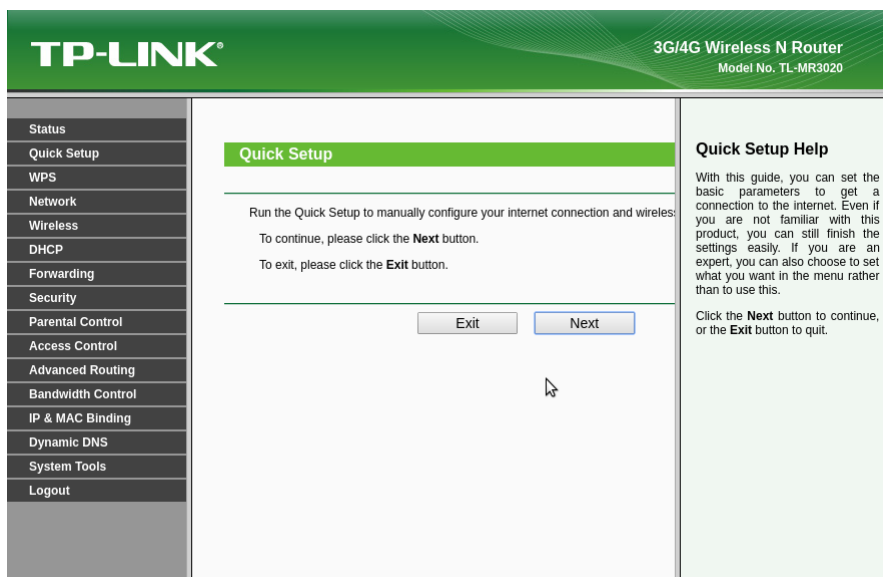 TP-LINK®
3G/4G Wireless N Router
Model No. TL-MR3020
Status
Quick Setup
WPS
Network
Wireless
DHCP
Forwarding
Security
Parental Control
Access Control
Advanced Routing
Bandwidth Control
IP & MAC Binding
Dynamic DNS
System Tools
Logout
Quick Setup
Run the Quick Setup to manually configure your internet connection and wireles
To continue, please click the Next button.
To exit, please click the Exit button.
Exit
Next
Quick Setup Help
With this guide, you can set the
basic parameters to get a
connection to the internet. Even if
you are not familiar with this
product, you can still finish the
settings easily. If you are an
expert, you can also choose to set
what you want in the menu rather
than to use this.
Click the Next button to continue,
or the Exit button to quit.